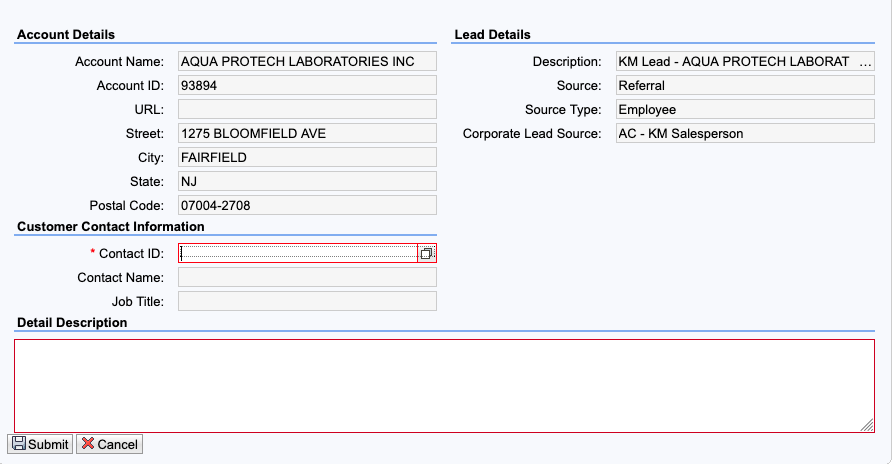 Account Details
Account Name: AQUA PROTECH LABORATORIES INC
Account ID: 93894
URL:
Street: 1275 BLOOMFIELD AVE
City: FAIRFIELD
State: NJ
Postal Code: 07004-2708
Lead Details
Description: KM Lead - AQUA PROTECH LABORAT ...
Source: Referral
Source Type: Employee
Corporate Lead Source: AC - KM Salesperson
Customer Contact Information
* Contact ID:
Contact Name:
Job Title:
Detail Description
Submit Cancel